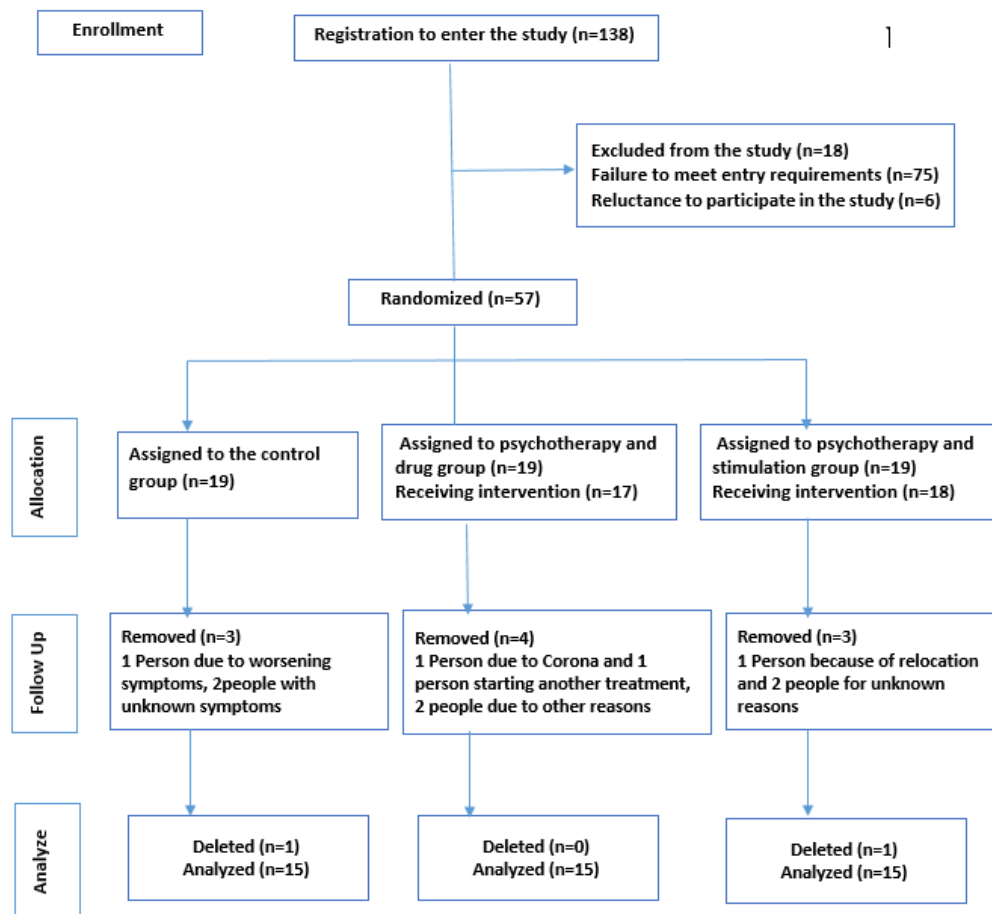 Enrollment
Registration to enter the study (n=138)
1
Excluded from the study (n=18)
Failure to meet entry requirements (n=75)
Reluctance to participate in the study (n=6)
Randomized (n=57)
Allocation
Assigned to the control
group (n=19)
Assigned to psychotherapy and
drug group (n=19)
Receiving intervention (n=17)
Assigned to psychotherapy and
stimulation group (n=19)
Receiving intervention (n=18)
Follow Up
Removed (n=3)
1 Person due to worsening
symptoms, 2people with
unknown symptoms
Removed (n=4)
1 Person due to Corona and 1
person starting another treatment,
2 people due to other reasons
Removed (n=3)
1 Person because of relocation
and 2 people for unknown
reasons
Analyze
Deleted (n=1)
Analyzed (n=15)
Deleted (n=0)
Analyzed (n=15)
Deleted (n=1)
Analyzed (n=15)